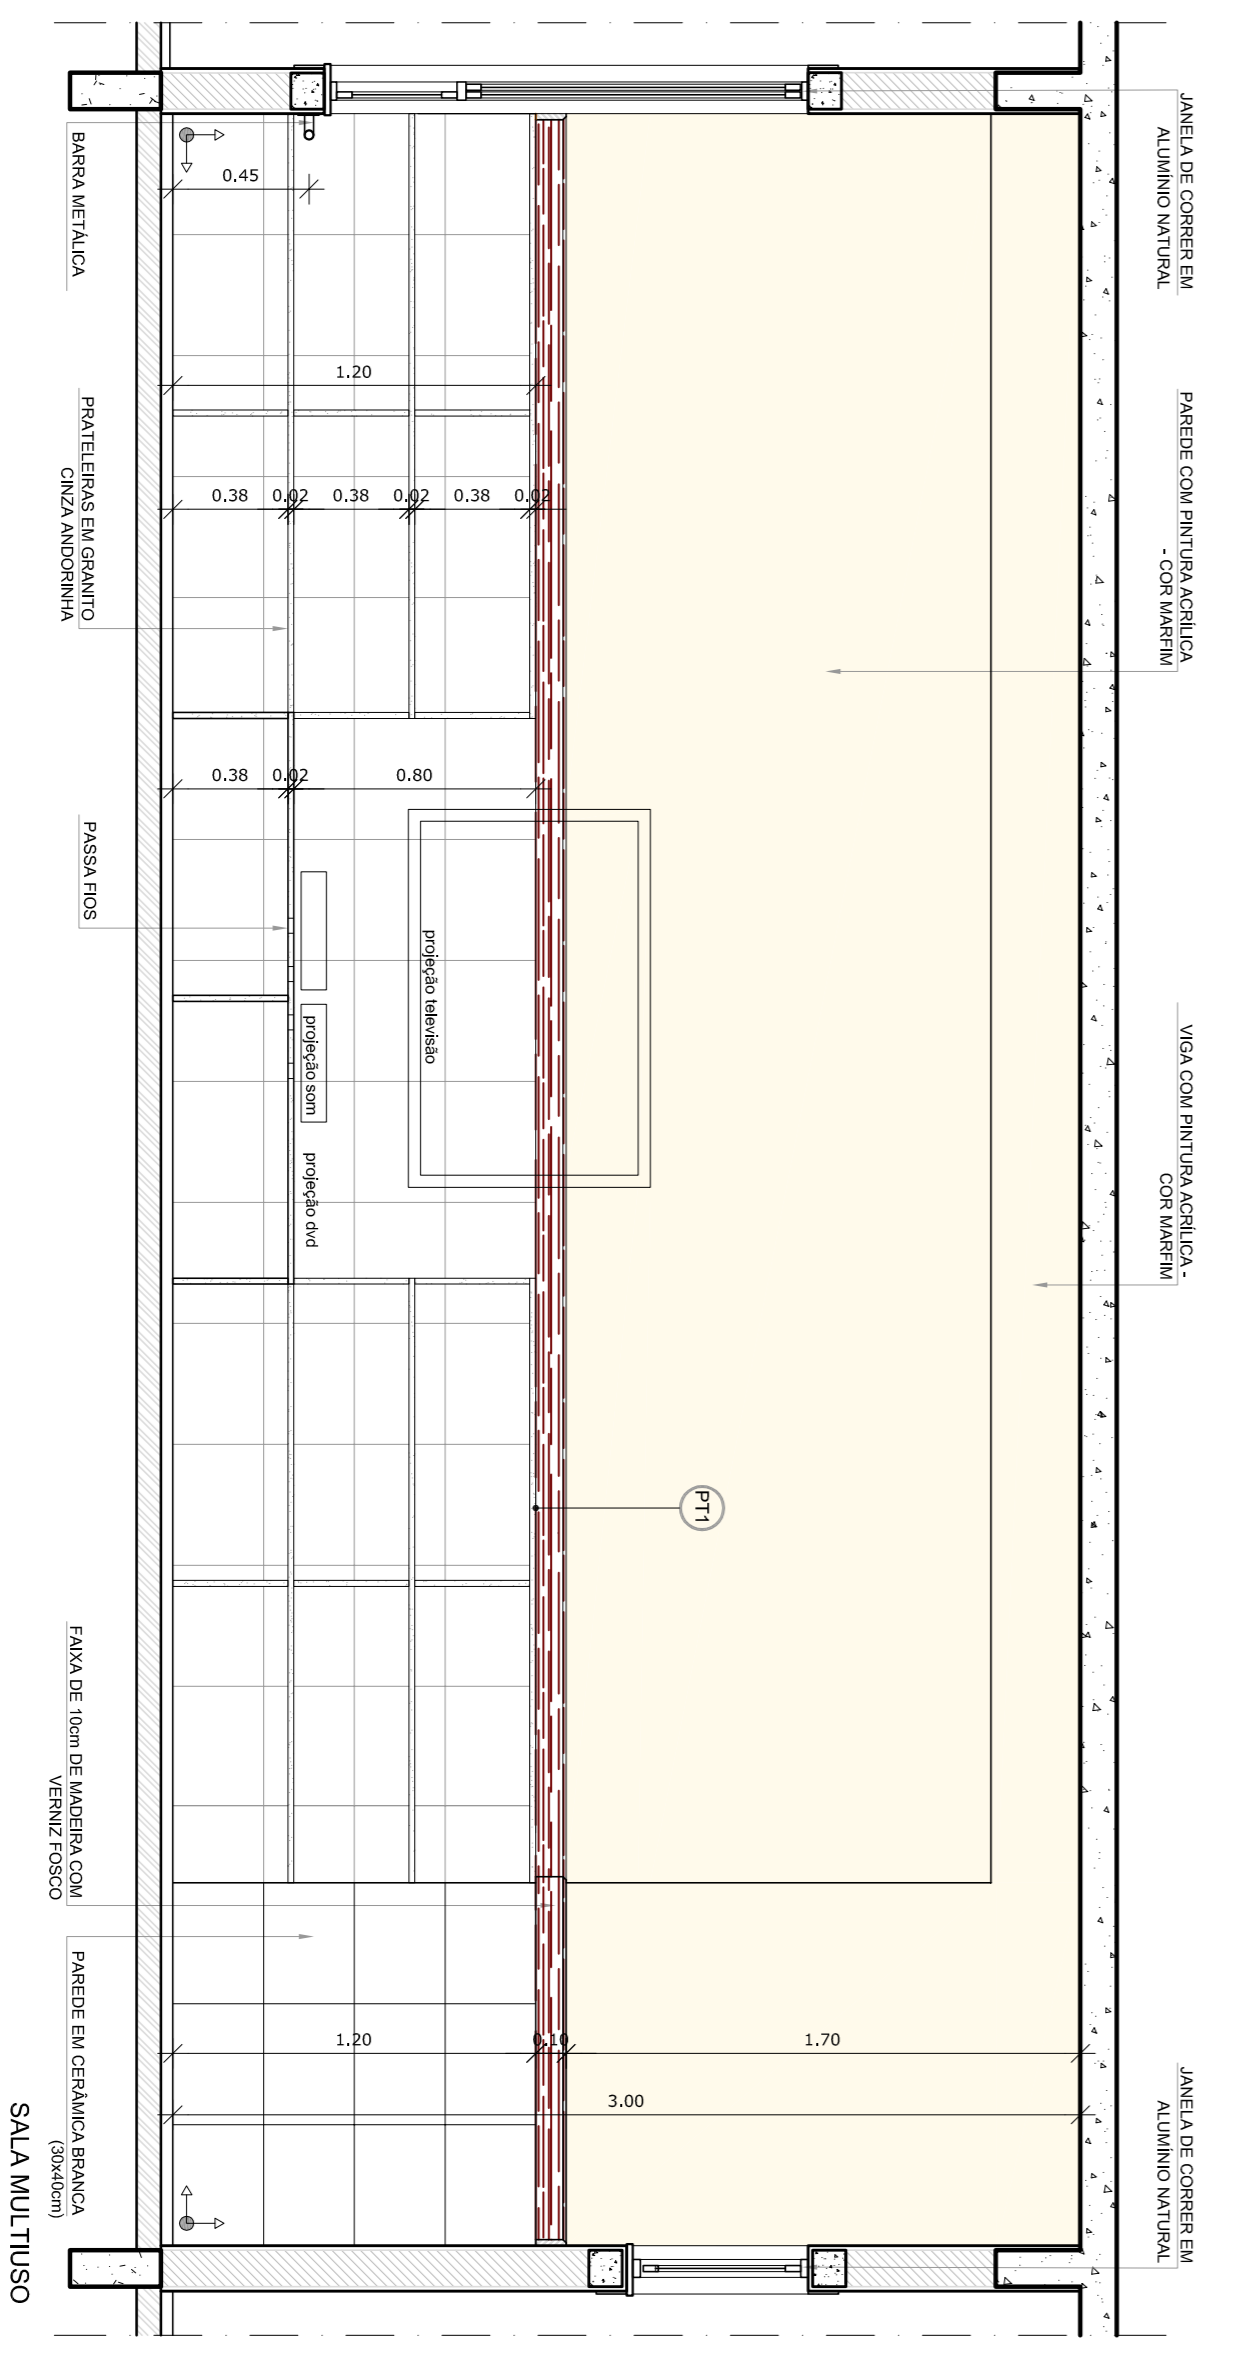 JANELA DE CORRER EM
ALUMÍNIO NATURAL
PAREDE COM PINTURA ACRÍLICA
- COR MARFIM
VIGA COM PINTURA ACRÍLICA -
COR MARFIM
JANELA DE CORRER EM
ALUMÍNIO NATURAL
PT1
1.70
0.10
1.20
3.00
0.45
1.20
0.38
0.02
0.38
0.02
0.38
0.02
0.38
0.02
0.80
projeção televisão
projeção som
projeção dvd
BARRA METÁLICA
PRATELEIRAS EM GRANITO
CINZA ANDORINHA
PASSA FIOS
FAIXA DE 10cm DE MADEIRA COM
VERNIZ FOSCO
PAREDE EM CERÂMICA BRANCA
(30x40cm)
SALA MULTIUSO